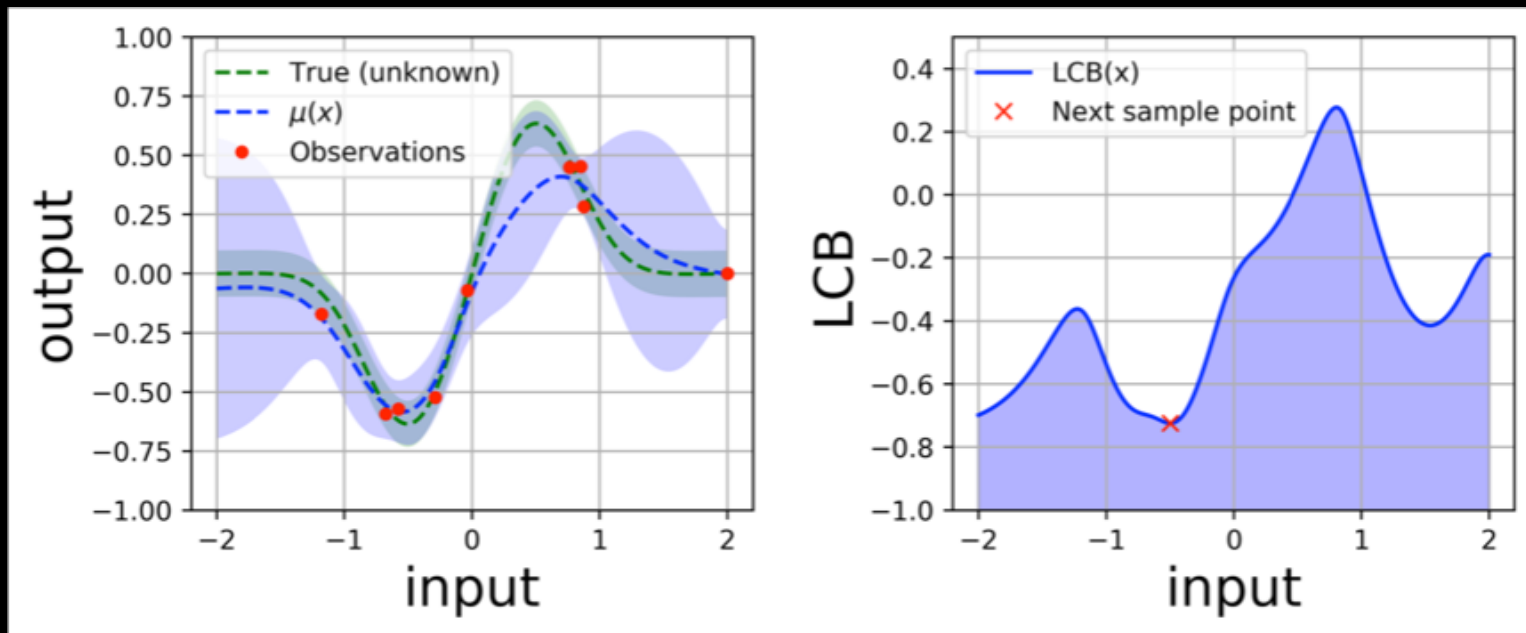 1.00
0.75
0.50
0.25
0.00
−0.25
−0.50
−0.75
−1.00
output
True (unknown)
μ(x)
Observations
−2 −1 0 1 2
input
0.4
0.2
0.0
−0.2
−0.4
−0.6
−0.8
−1.0
LCB
LCB(x)
Next sample point
−2 −1 0 1 2
input